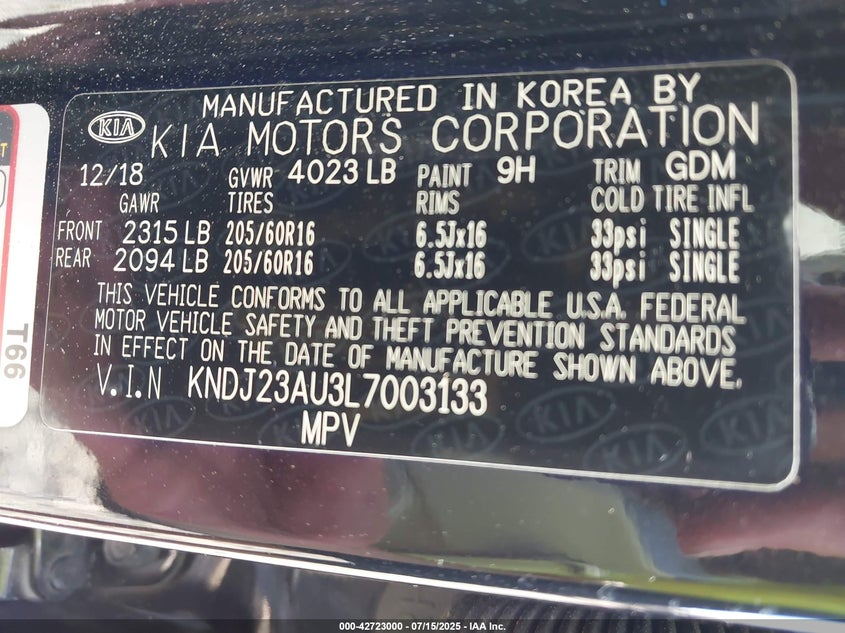 MANUFACTURED IN KOREA BY
KIA KIA MOTORS CORPORATION
12/18 GVWR 4023 LB PAINT 9H TRIM GDM
GAWR TIRES RIMS COLD TIRE INFL
FRONT 2315 LB 205/60R16 6.5Jx16 33psi SINGLE
REAR 2094 LB 205/60R16 6.5Jx16 33psi SINGLE
THIS VEHICLE CONFORMS TO ALL APPLICABLE U.S.A. FEDERAL
MOTOR VEHICLE SAFETY AND THEFT PREVENTION STANDARDS
IN EFFECT ON THE DATE OF MANUFACTURE SHOWN ABOVE.
V.I.N KNDJ23AU3L7003133
MPV
T66
000-42723000 - 07/15/2025 - IAA Inc.